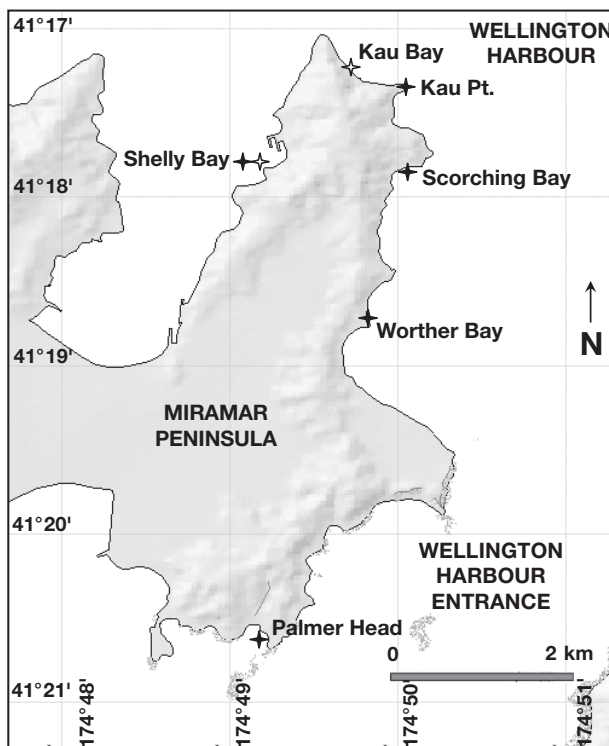 41°17'
WELLINGTON
HARBOUR
Kau Bay
Kau Pt.
Shelly Bay
Scorching Bay
41°18'
N
Worther Bay
41°19'
MIRAMAR
PENINSULA
41°20'
WELLINGTON
HARBOUR
ENTRANCE
Palmer Head
0 2 km
41°21'
174°48'
174°49'
174°50'
174°51'